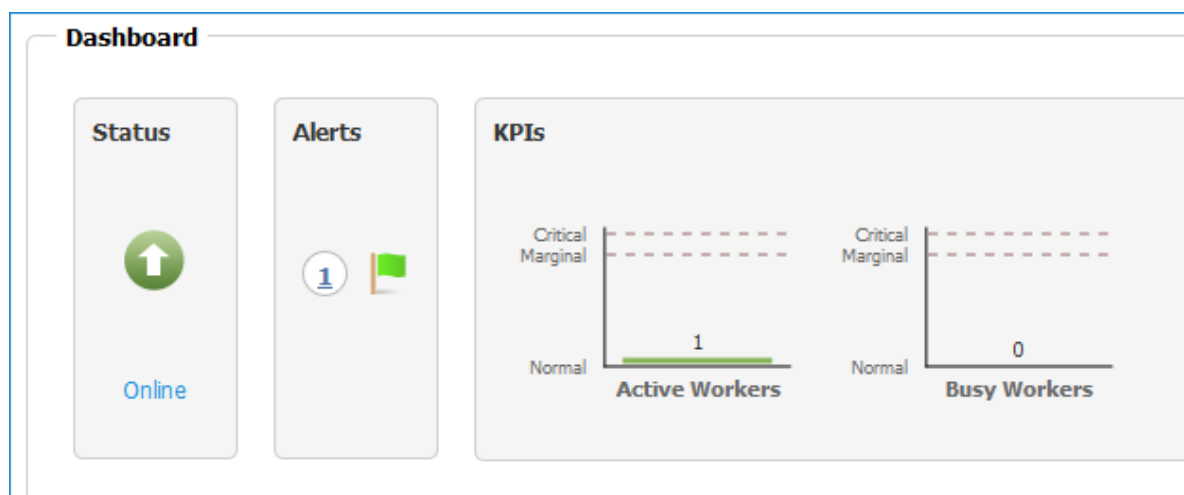 Dashboard
Status
Online
Alerts
1
KPIs
Critical
Marginal
Normal
1
Active Workers
Critical
Marginal
Normal
0
Busy Workers